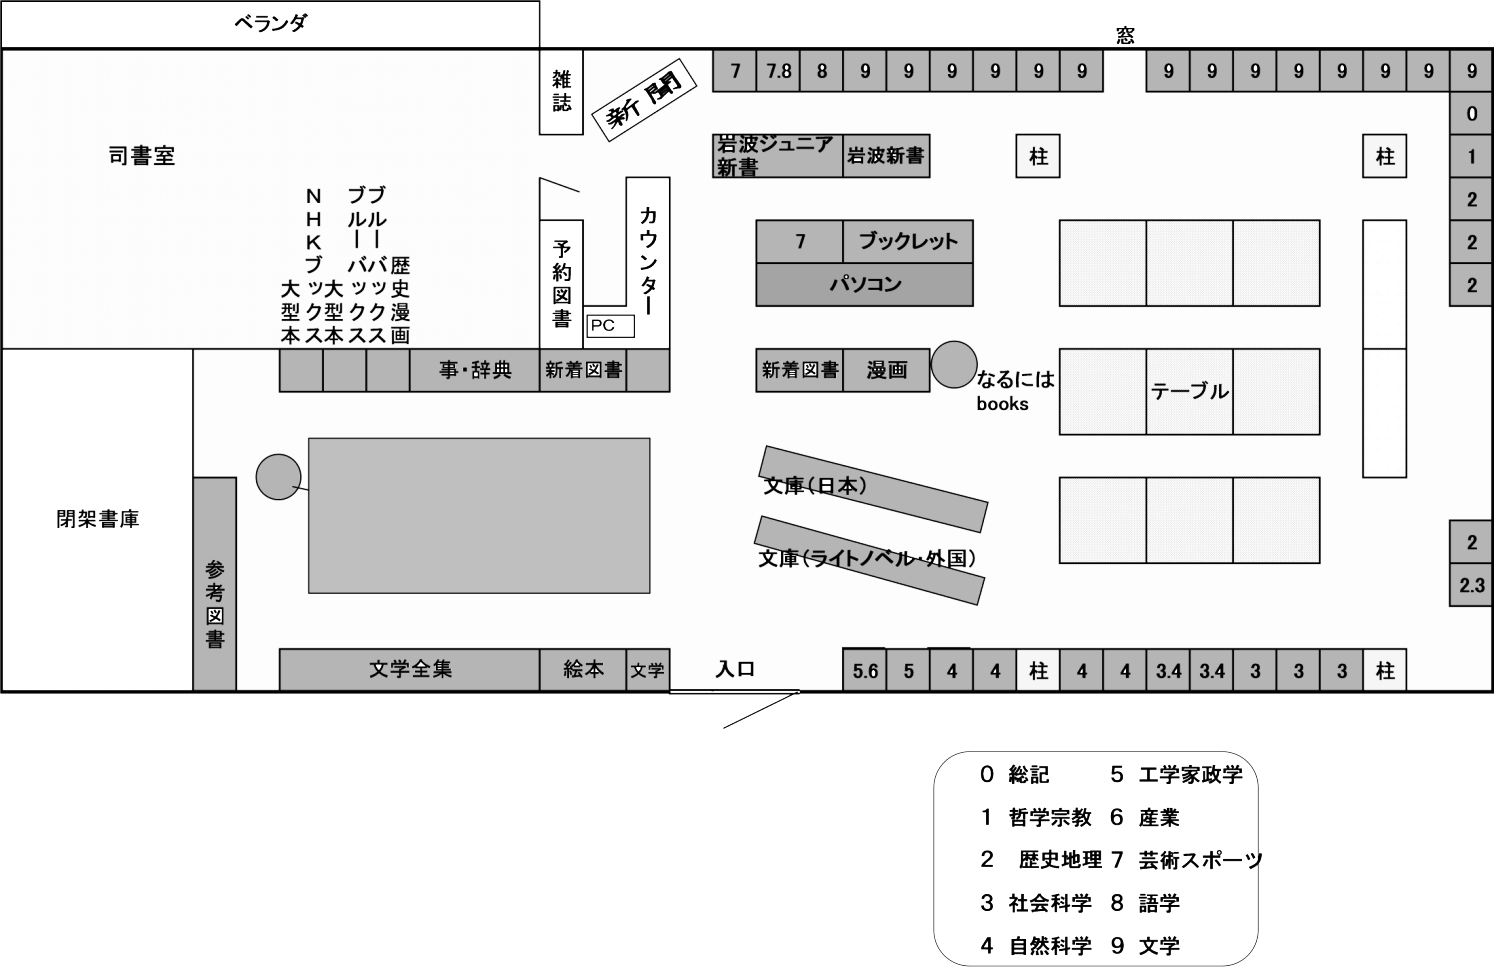 ベランダ
窓
雑誌
新聞
7 7.8 8 9 9 9 9 9 9 9 9 9 9 9 9 9 9
0
司書室
岩波ジュニア
新書
岩波新書
柱
柱
1
2
NHKブックス
ブルーバックス
ブルーバックス
歴史漫画
大型本
大型本
カウンター
予約図書
PC
7
ブックレット
パソコン
2
2
事・辞典
新着図書
新着図書
漫画
なるには
books
テーブル
文庫(日本)
文庫(ライトノベル・外国)
閉架書庫
参考図書
2
2.3
文学全集
絵本
文学
入口
5.6 5 4 4 柱 4 4 3.4 3.4 3 3 3 柱
0 総記 5 工学家政学
1 哲学宗教 6 産業
2 歴史地理 7 芸術スポーツ
3 社会科学 8 語学
4 自然科学 9 文学